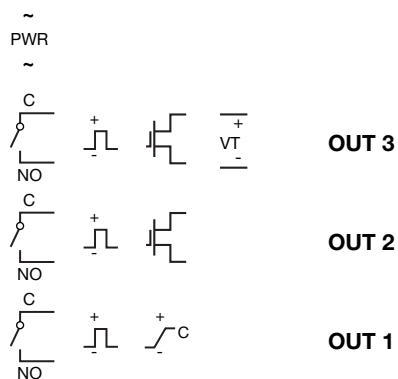 ~
PWR
~
C + +
VT OUT 3
- -
NO
C +
OUT 2
-
NO
C + +
C OUT 1
- -
NO